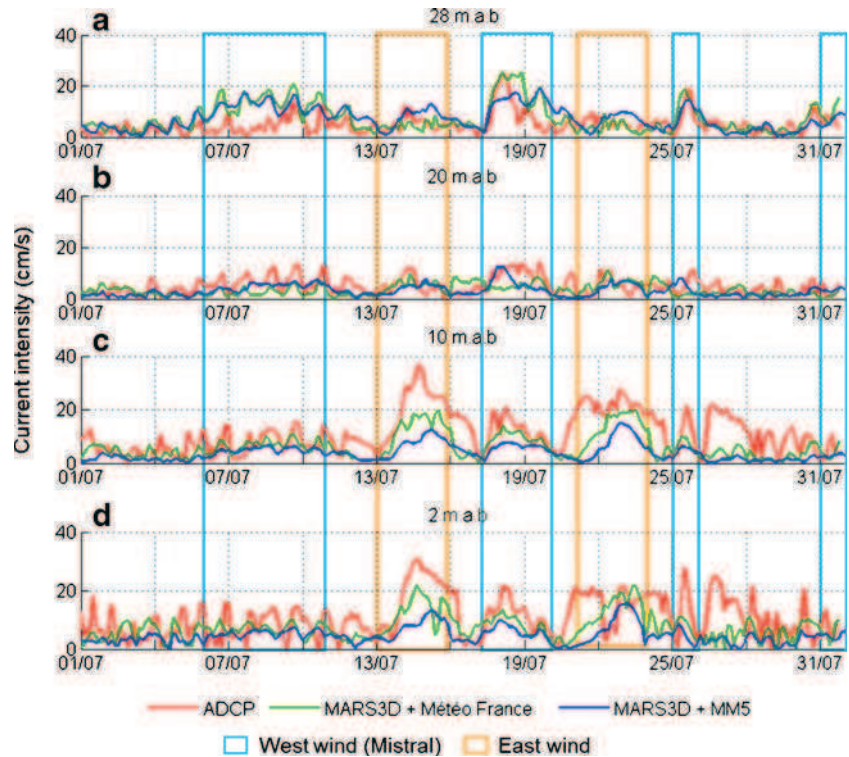 a
28 m a b
40
20
0
01/07 07/07 13/07 19/07 25/07 31/07
b
20 m a b
40
20
0
01/07 07/07 13/07 19/07 25/07 31/07
Current intensity (cm/s)
c
10 m a b
40
20
0
01/07 07/07 13/07 19/07 25/07 31/07
d
2 m a b
40
20
0
01/07 07/07 13/07 19/07 25/07 31/07
ADCP MARS3D + Météo France MARS3D + MM5
West wind (Mistral) East wind